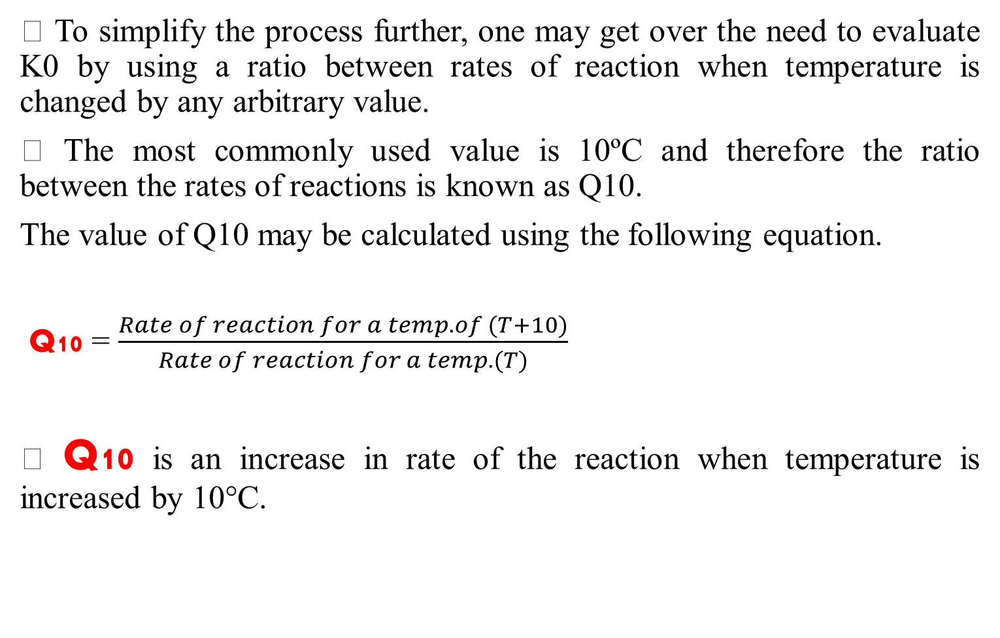 □ To simplify the process further, one may get over the need to evaluate
K0 by using a ratio between rates of reaction when temperature is
changed by any arbitrary value.
□ The most commonly used value is 10ºC and therefore the ratio
between the rates of reactions is known as Q10.
The value of Q10 may be calculated using the following equation.
Q10 = Rate of reaction for a temp.of (T+10)
Rate of reaction for a temp.(T)
□ Q10 is an increase in rate of the reaction when temperature is
increased by 10°C.